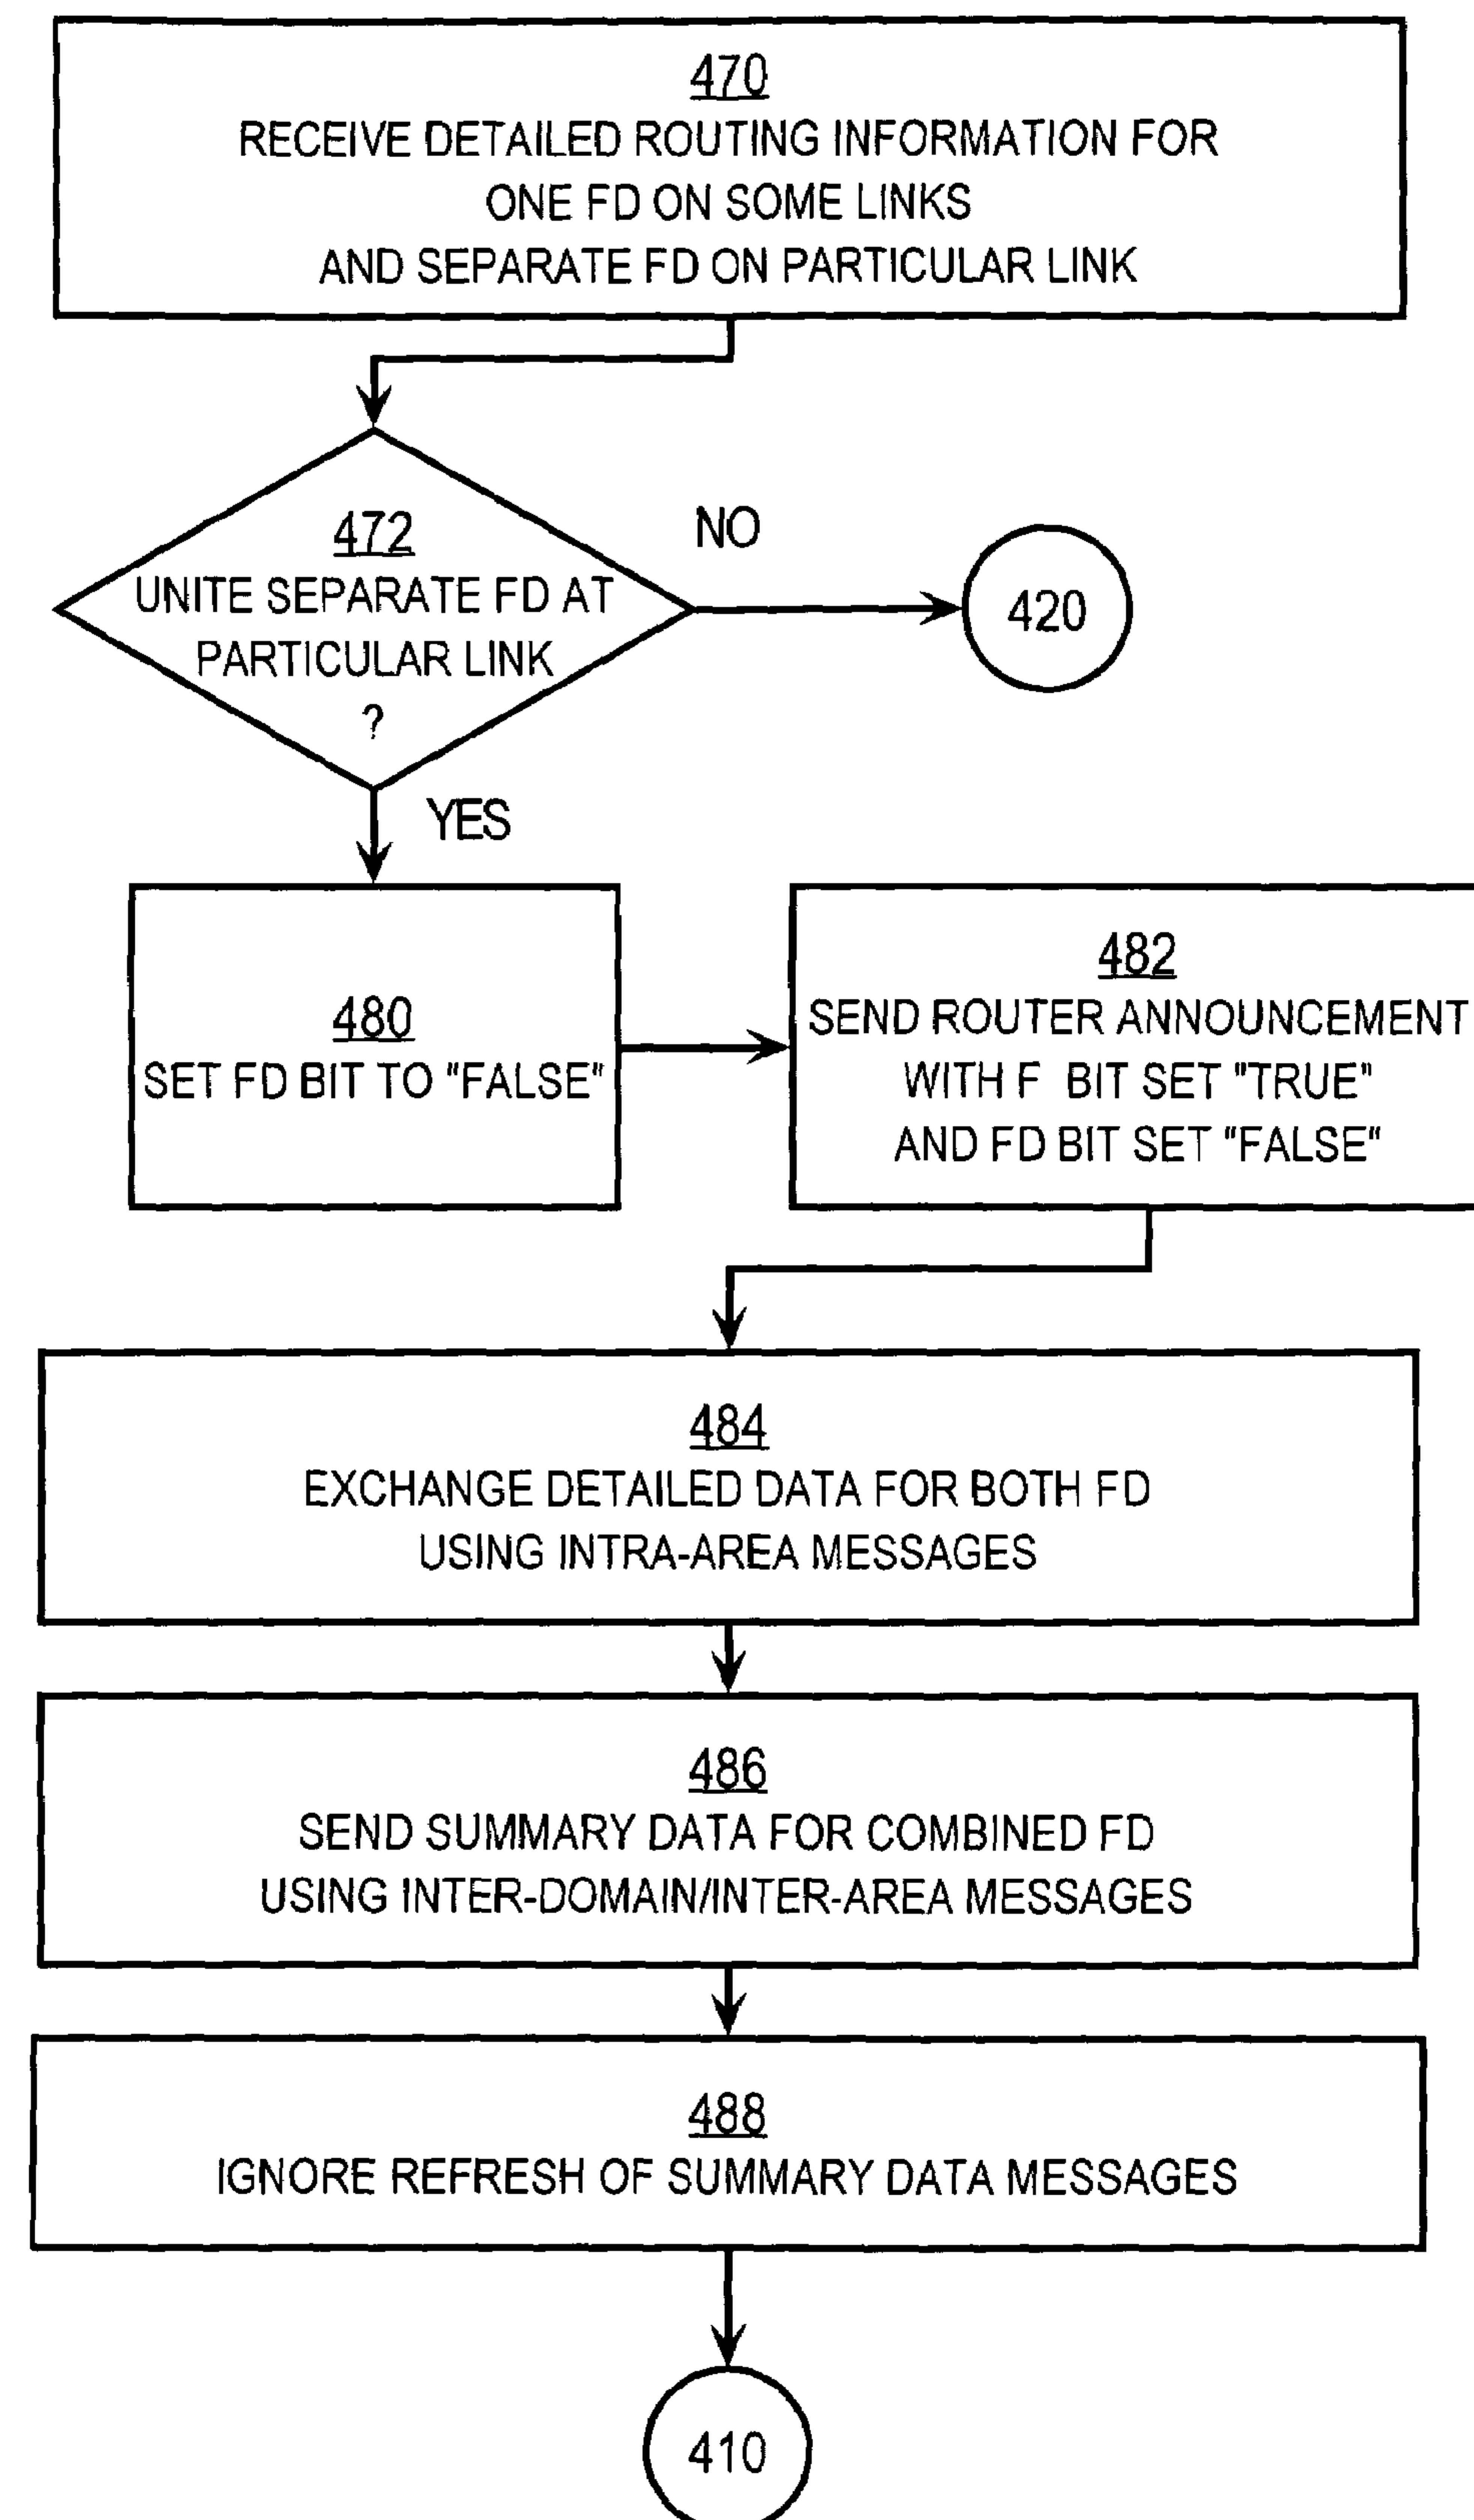 470
RECEIVE DETAILED ROUTING INFORMATION FOR
ONE FD ON SOME LINKS
AND SEPARATE FD ON PARTICULAR LINK
472
UNITE SEPARATE FD AT
PARTICULAR LINK
?
NO
420
YES
480
SET FD BIT TO "FALSE"
482
SEND ROUTER ANNOUNCEMENT
WITH F BIT SET "TRUE"
AND FD BIT SET "FALSE"
484
EXCHANGE DETAILED DATA FOR BOTH FD
USING INTRA-AREA MESSAGES
486
SEND SUMMARY DATA FOR COMBINED FD
USING INTER-DOMAIN/INTER-AREA MESSAGES
488
IGNORE REFRESH OF SUMMARY DATA MESSAGES
410